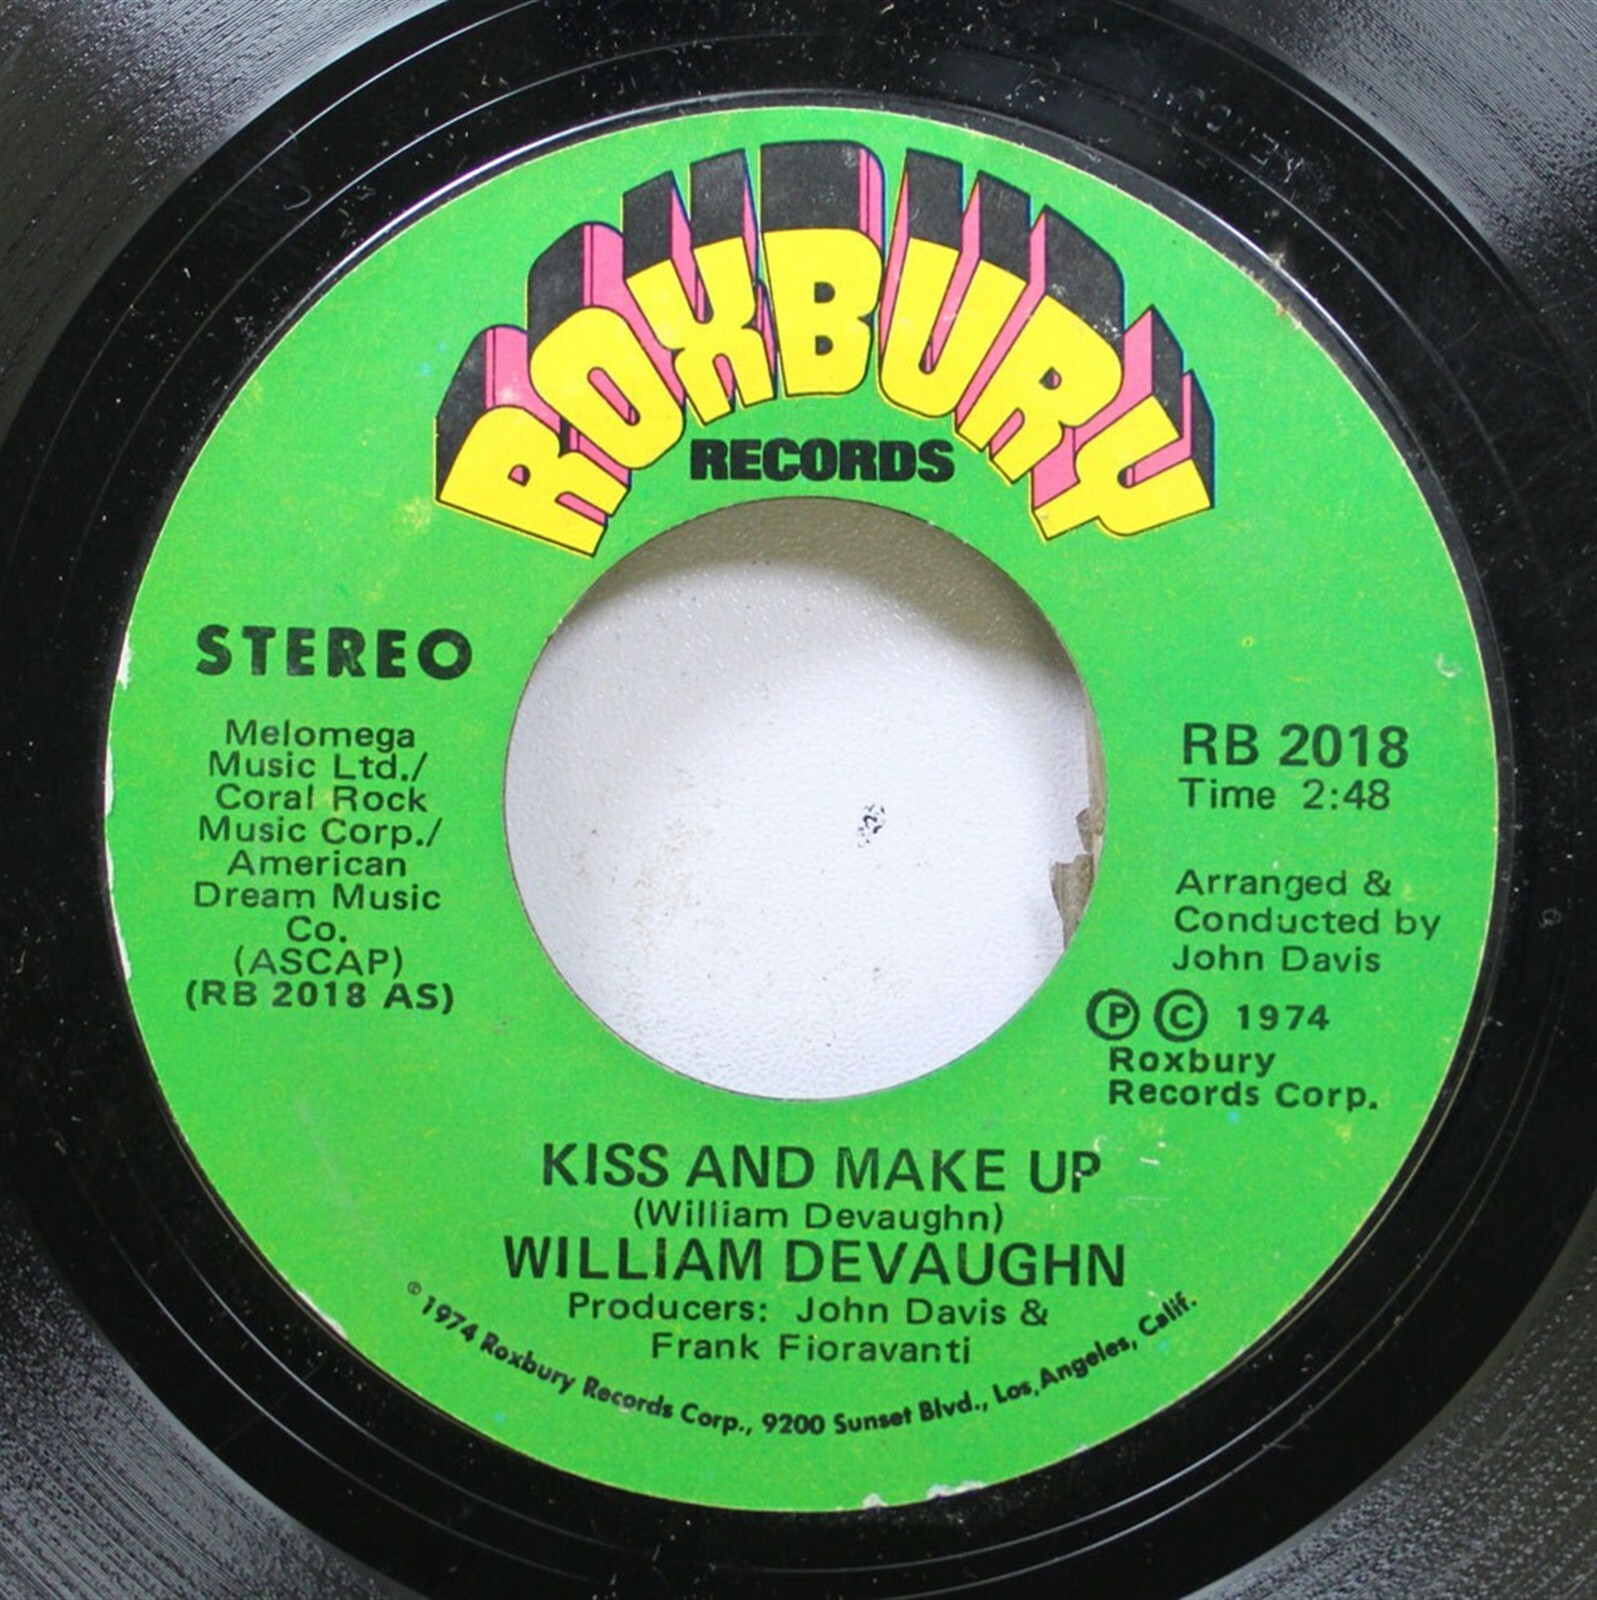 ROXBURY
RECORDS
STEREO
Melomega
Music Ltd./
Coral Rock
Music Corp./
American
Dream Music
Co.
(ASCAP)
(RB 2018 AS)
RB 2018
Time 2:48
Arranged &
Conducted by
John Davis
Ⓟ © 1974
Roxbury
Records Corp.
KISS AND MAKE UP
(William Devaughn)
WILLIAM DEVAUGHN
Producers: John Davis &
Frank Fioravanti
© 1974 Roxbury Records Corp., 9200 Sunset Blvd., Los Angeles, Calif.